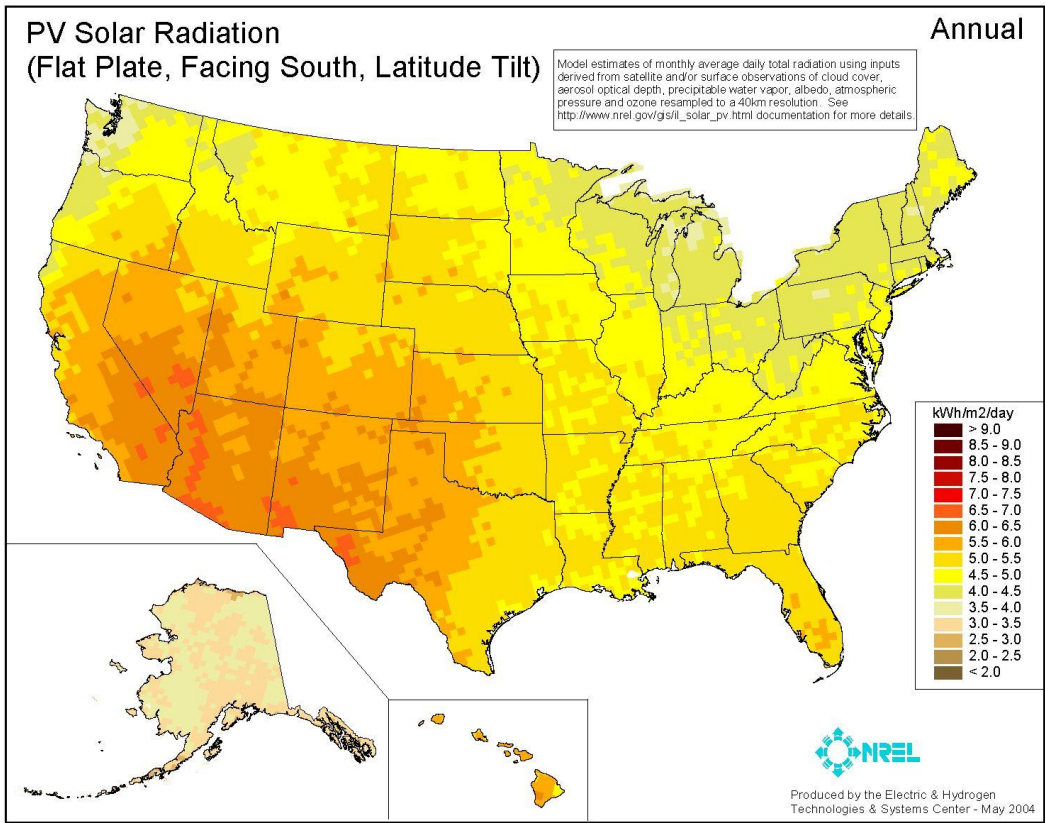 PV Solar Radiation
(Flat Plate, Facing South, Latitude Tilt)
Annual
Model estimates of monthly average daily total radiation using inputs
derived from satellite and/or surface observations of cloud cover,
aerosol optical depth, precipitable water vapor, albedo, atmospheric
pressure and ozone resampled to a 40km resolution. See
http://www.nrel.gov/gis/il_solar_pv.html documentation for more details.
kWh/m2/day
> 9.0
8.5 - 9.0
8.0 - 8.5
7.5 - 8.0
7.0 - 7.5
6.5 - 7.0
6.0 - 6.5
5.5 - 6.0
5.0 - 5.5
4.5 - 5.0
4.0 - 4.5
3.5 - 4.0
3.0 - 3.5
2.5 - 3.0
2.0 - 2.5
< 2.0
NREL
Produced by the Electric & Hydrogen
Technologies & Systems Center - May 2004